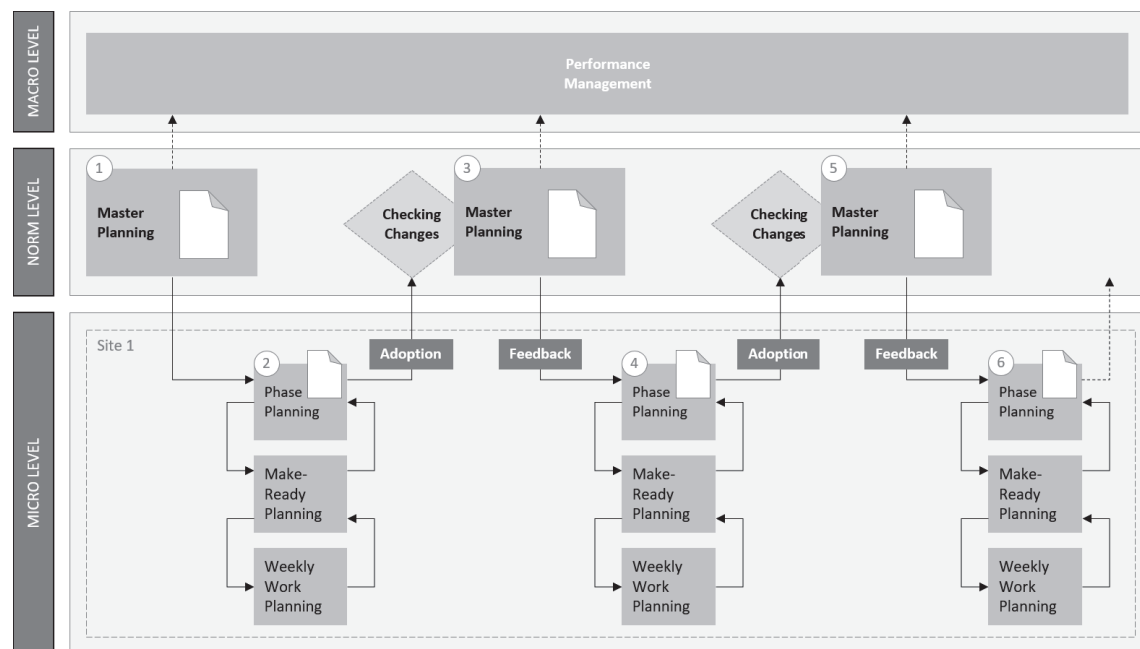 MACRO LEVEL
Performance
Management
NORM LEVEL
1
Master
Planning
Checking
Changes
3
Master
Planning
Checking
Changes
5
Master
Planning
MICRO LEVEL
Site 1
Adoption
Feedback
Adoption
Feedback
2
Phase
Planning
Make-
Ready
Planning
Weekly
Work
Planning
4
Phase
Planning
Make-
Ready
Planning
Weekly
Work
Planning
6
Phase
Planning
Make-
Ready
Planning
Weekly
Work
Planning